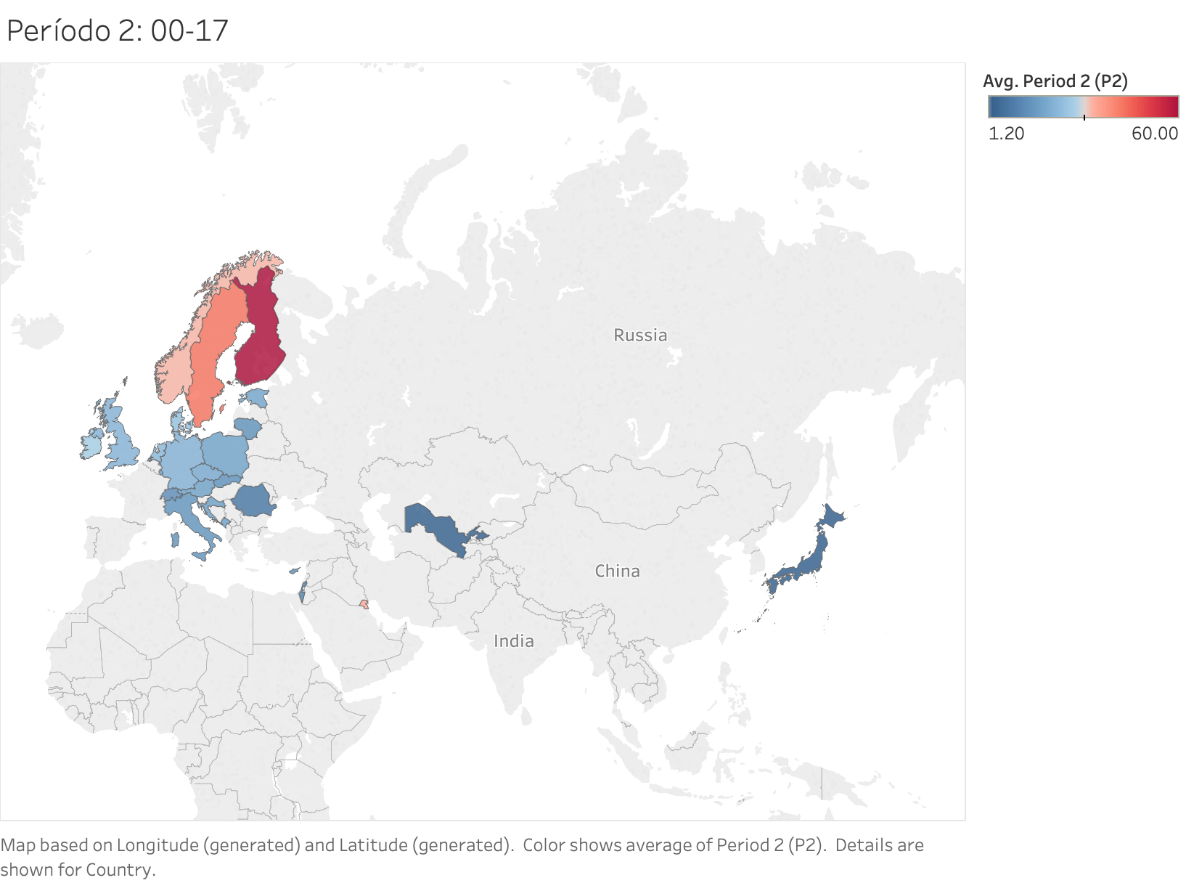 Período 2: 00-17
Avg. Period 2 (P2)
1.20 60.00
Russia
China
India
Map based on Longitude (generated) and Latitude (generated).  Color shows average of Period 2 (P2).  Details are
shown for Country.